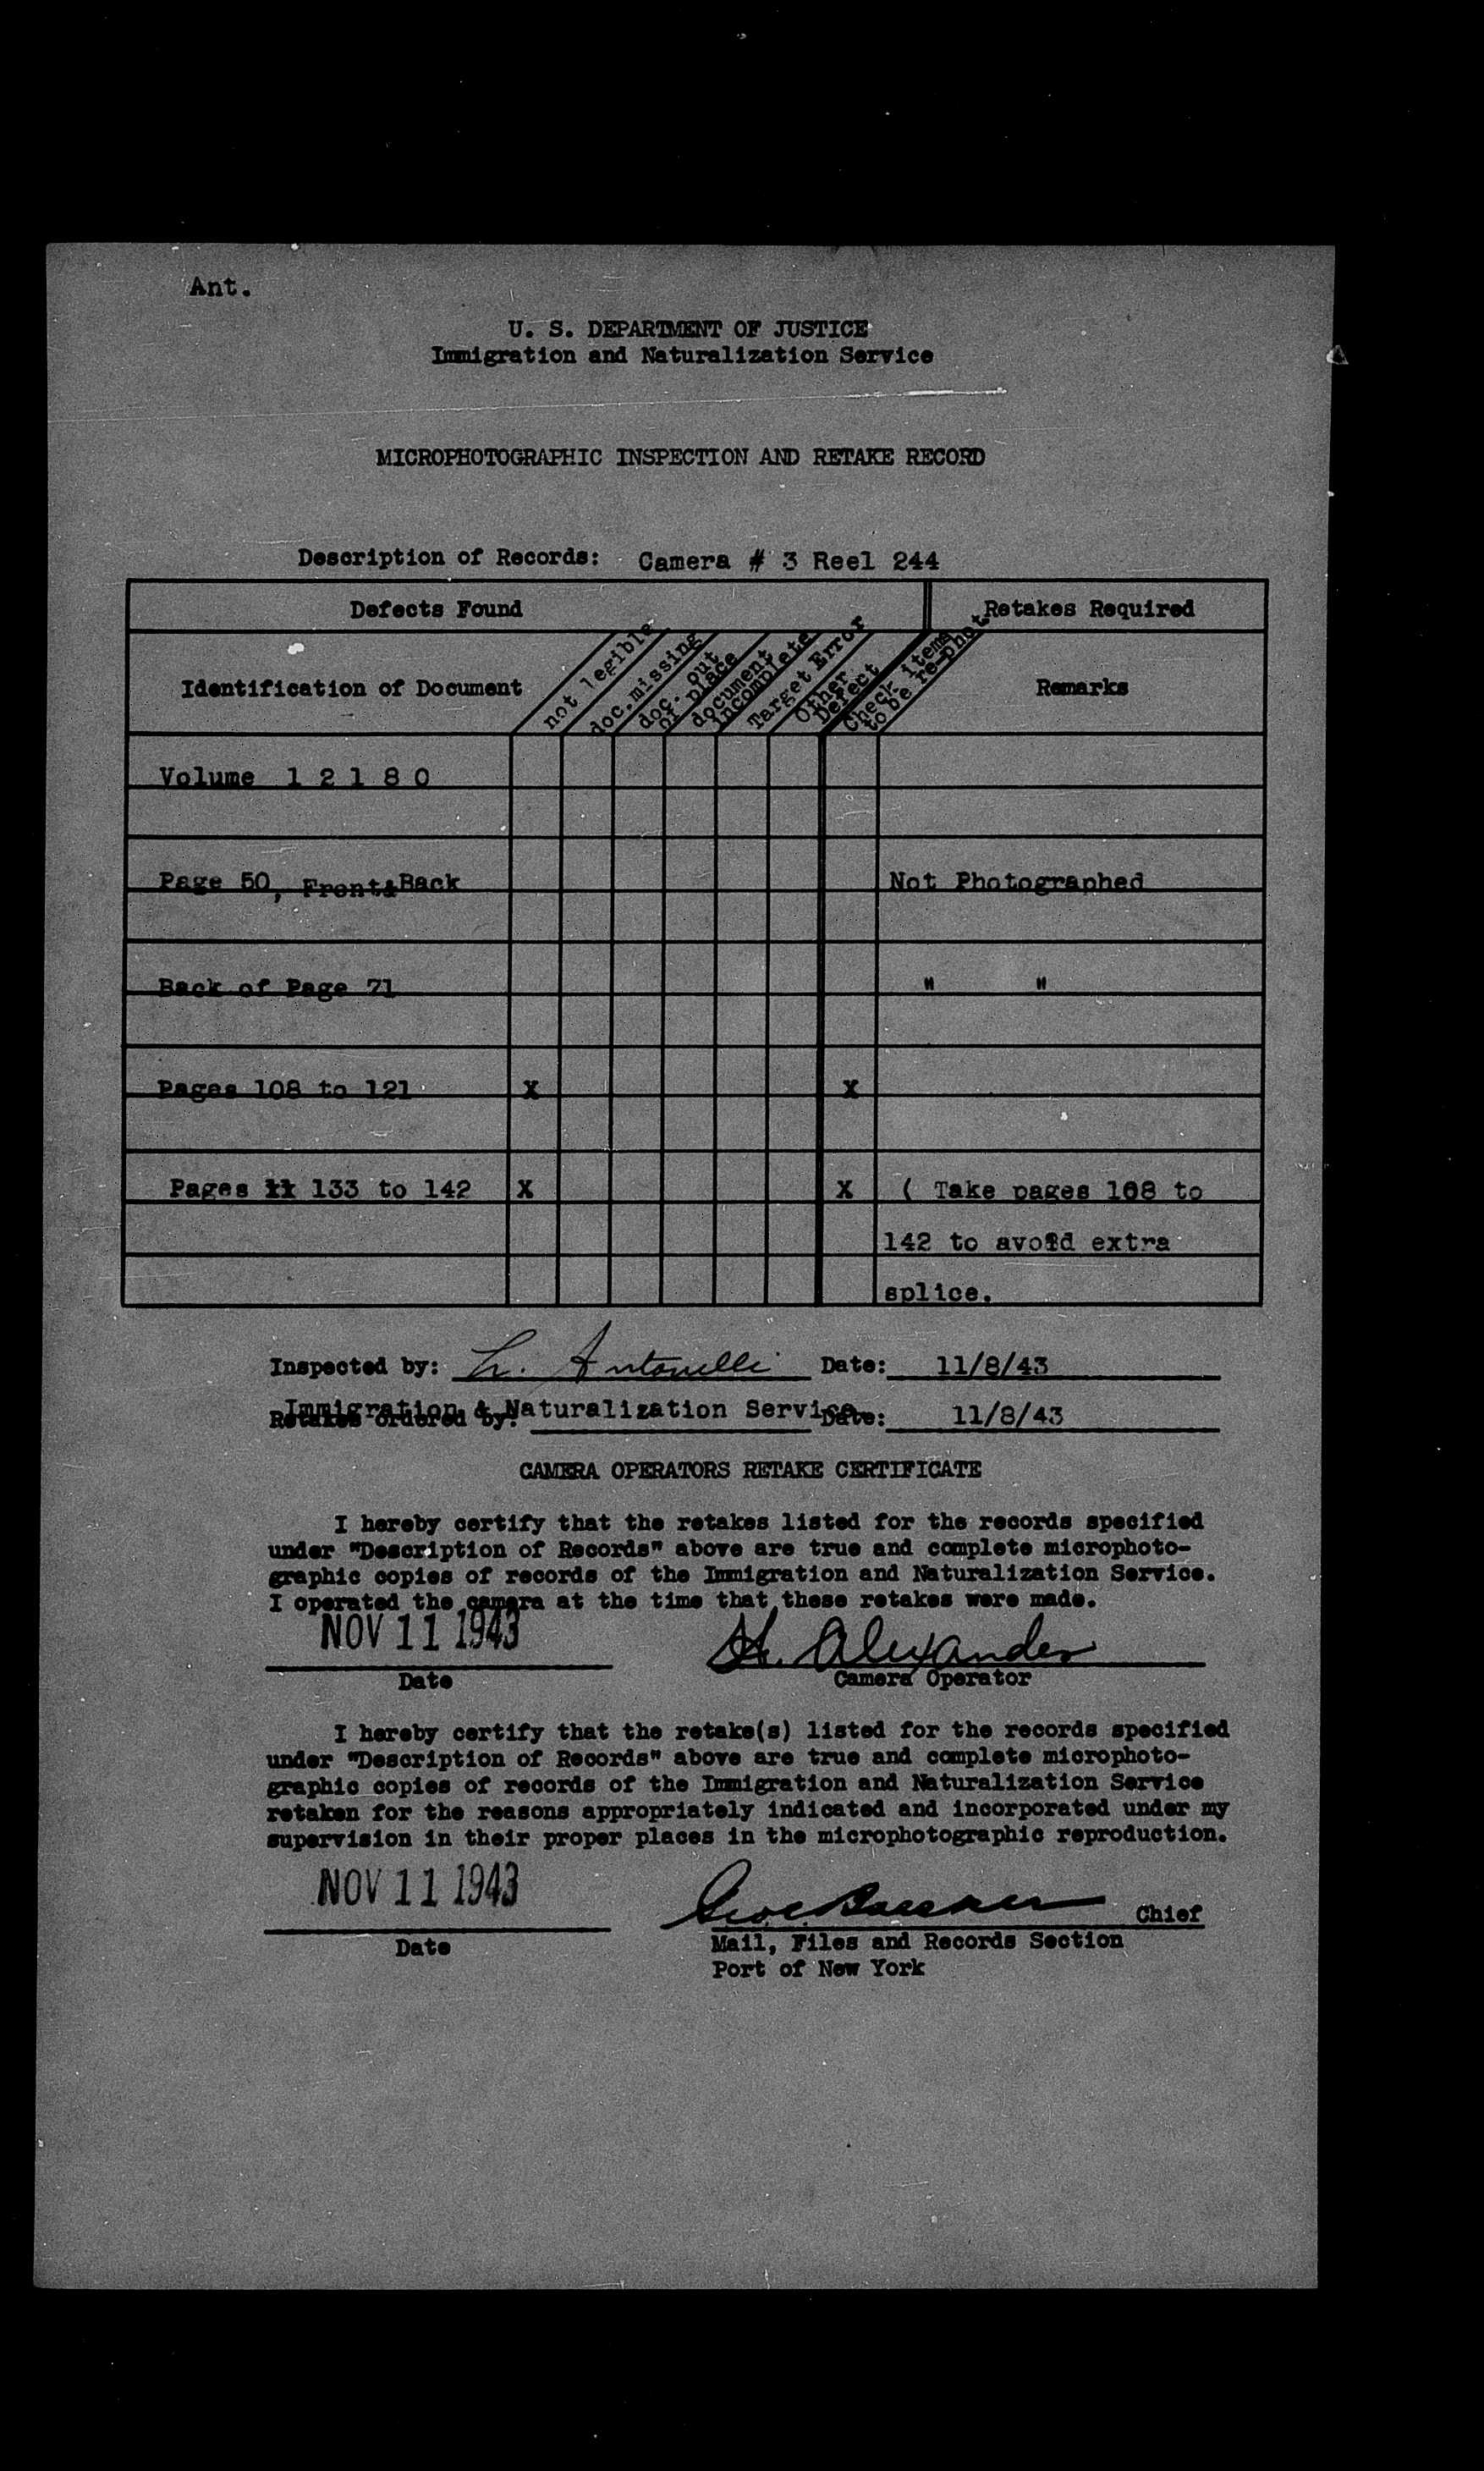 Ant.
U. S. DEPARTMENT OF JUSTICE
Immigration and Naturalization Service
MICROPHOTOGRAPHIC INSPECTION AND RETAKE RECORD
Description of Records: Camera # 3 Reel 244
Defects Found Retakes Required
Identification of Document
not legible
doc. missing
doc. out
of place
document
incomplete
Target Error
Other
Defect
Check items
to be re-phot
Remarks
Volume 1 2 1 8 0
Page 50, Front&Back Not Photographed
Back of Page 71 " "
Pages 108 to 121 X X
Pages 133 to 142 X X ( Take pages 108 to
142 to avoid extra
splice.
Inspected by: Antonelli Date: 11/8/43
Retakes ordered by: Immigration & Naturalization Service Date: 11/8/43
CAMERA OPERATORS RETAKE CERTIFICATE
I hereby certify that the retakes listed for the records specified
under "Description of Records" above are true and complete microphoto-
graphic copies of records of the Immigration and Naturalization Service.
I operated the camera at the time that these retakes were made.
NOV 11 1943 H. Alexander
Date Camera Operator
I hereby certify that the retake(s) listed for the records specified
under "Description of Records" above are true and complete microphoto-
graphic copies of records of the Immigration and Naturalization Service
retaken for the reasons appropriately indicated and incorporated under my
supervision in their proper places in the microphotographic reproduction.
NOV 11 1943
Chief
Date Mail, Files and Records Section
Port of New York